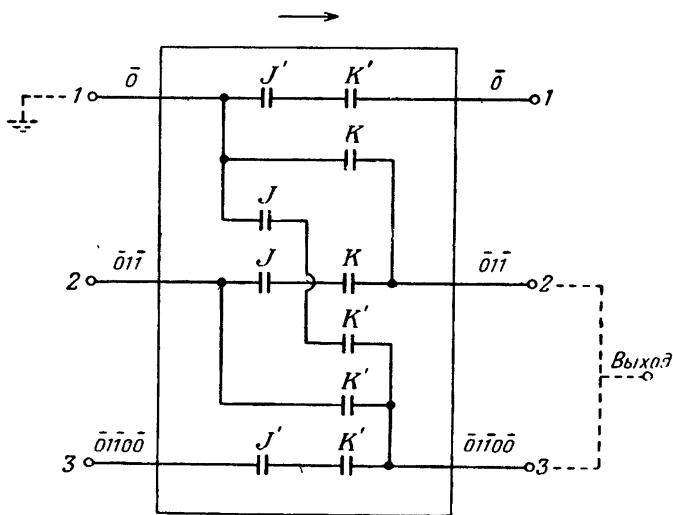 1 0̄ J' K' 0̄ 1
K
J
2 0̄11̄ J K 0̄11̄ 2
K'
Выход
K'
3 0̄11̄00̄ J' K' 0̄11̄00̄ 3